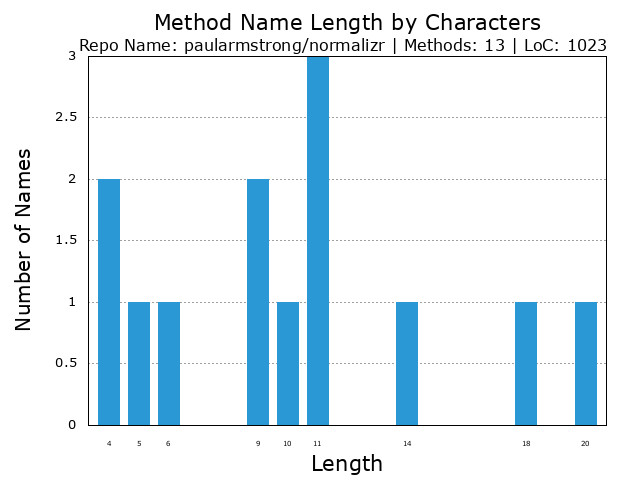 Method Name Length by Characters
Repo Name: paularmstrong/normalizr | Methods: 13 | LoC: 1023
3
2.5
2
1.5
1
0.5
0
Number of Names
4 5 6 9 10 11 14 18 20
Length